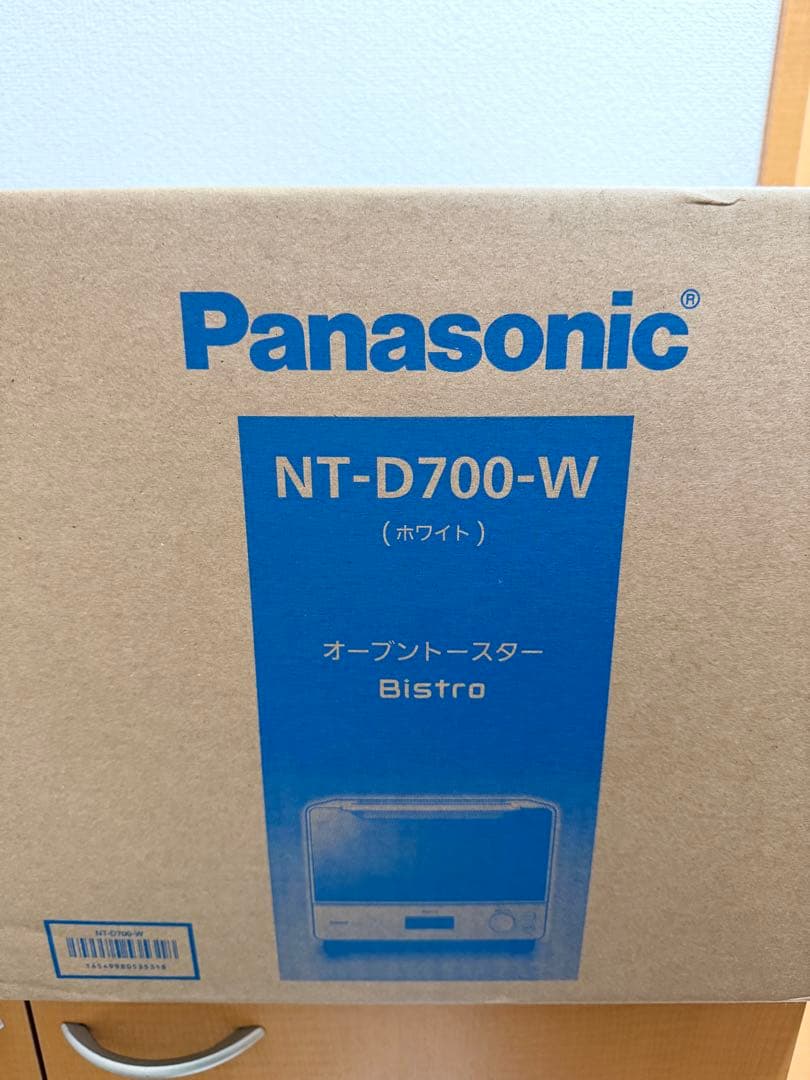 Panasonic®
NT-D700-W
(ホワイト)
オーブントースター
Bistro
NT-D700-W